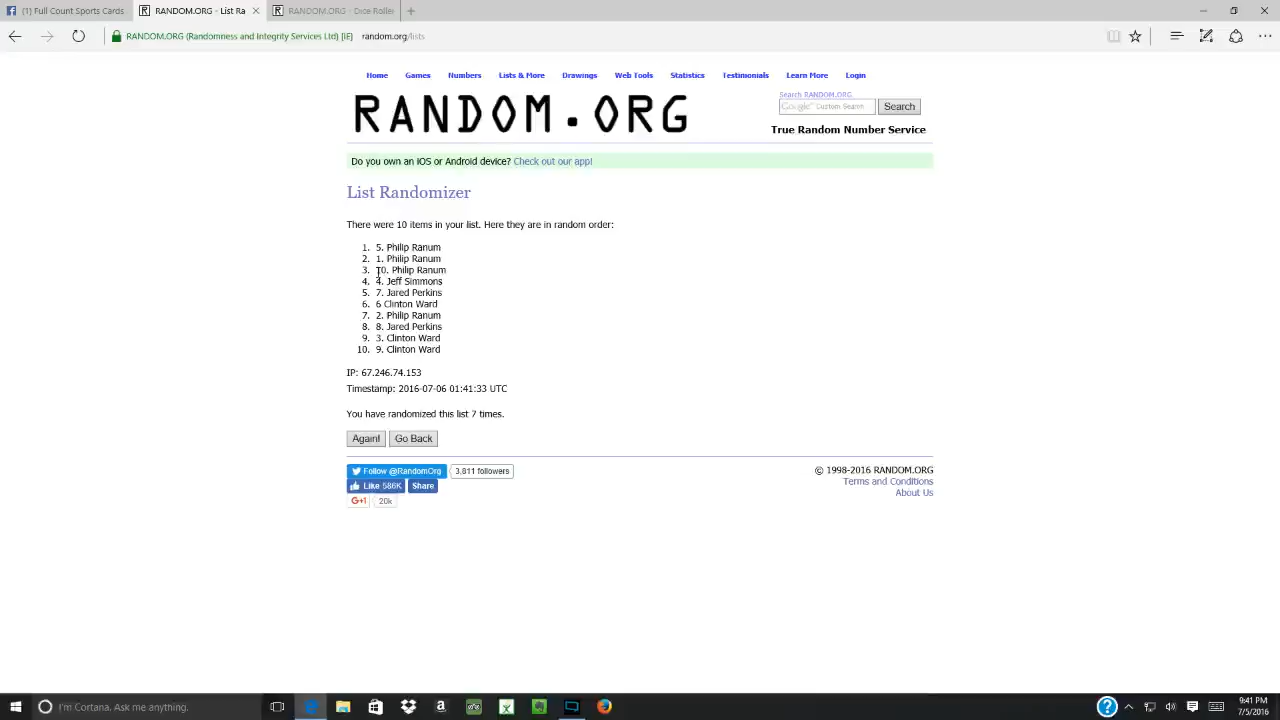 (1) Full Count Sports Cards
RANDOM.ORG - List Ra
RANDOM.ORG - Dice Roller
RANDOM.ORG (Randomness and Integrity Services Ltd) [IE] random.org/lists
Home Games Numbers Lists & More Drawings Web Tools Statistics Testimonials Learn More Login
Search RANDOM.ORG
RANDOM.ORG
Google™ Custom Search Search
True Random Number Service
Do you own an iOS or Android device? Check out our app!
List Randomizer
There were 10 items in your list. Here they are in random order:
1. 5. Philip Ranum
2. 1. Philip Ranum
3. 10. Philip Ranum
4. 4. Jeff Simmons
5. 7. Jared Perkins
6. 6 Clinton Ward
7. 2. Philip Ranum
8. 8. Jared Perkins
9. 3. Clinton Ward
10. 9. Clinton Ward
IP: 67.246.74.153
Timestamp: 2016-07-06 01:41:33 UTC
You have randomized this list 7 times.
Again! Go Back
Follow @RandomOrg 3,811 followers
Like 586K Share
G+1 20k
© 1998-2016 RANDOM.ORG
Terms and Conditions
About Us
I'm Cortana. Ask me anything.
9:41 PM
7/5/2016